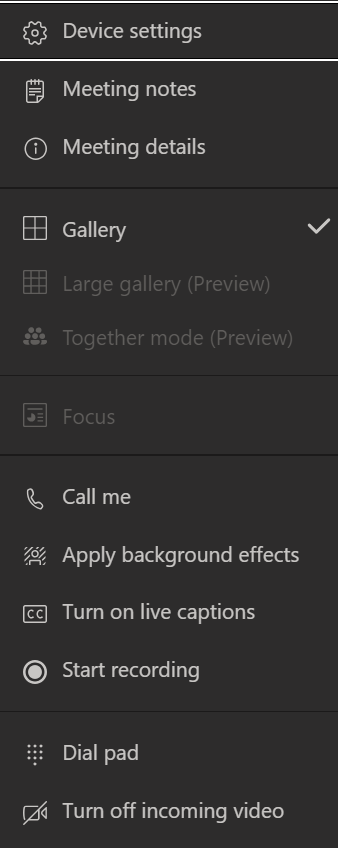 Device settings
Meeting notes
Meeting details
Gallery
Large gallery (Preview)
Together mode (Preview)
Focus
Call me
Apply background effects
CC Turn on live captions
Start recording
Dial pad
Turn off incoming video